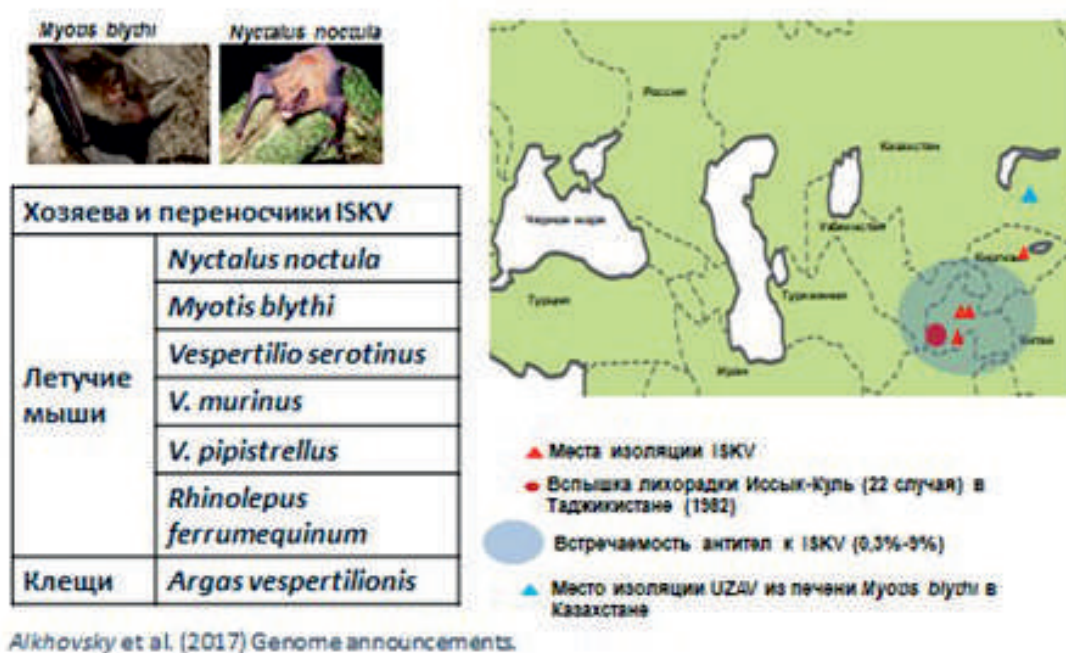 Myotis blythi
Nyctalus noctula
Хозяева и переносчики ISKV
Летучие
мыши
Nyctalus noctula
Myotis blythi
Vespertilio serotinus
V. murinus
V. pipistrellus
Rhinolepus
ferrumequinum
Клещи
Argas vespertilionis
Alkhovsky et al. (2017) Genome announcements.
Россия
Казахстан
Черное море
Узбекистан
Турция
Туркмения
Иран
Китай
Места изоляции ISKV
Вспышка лихорадки Иссык-Куль (22 случая) в
Таджикистане (1982)
Встречаемость антител к ISKV (0,3%-9%)
Место изоляции UZAV из печени Myotis blythi в
Казахстане